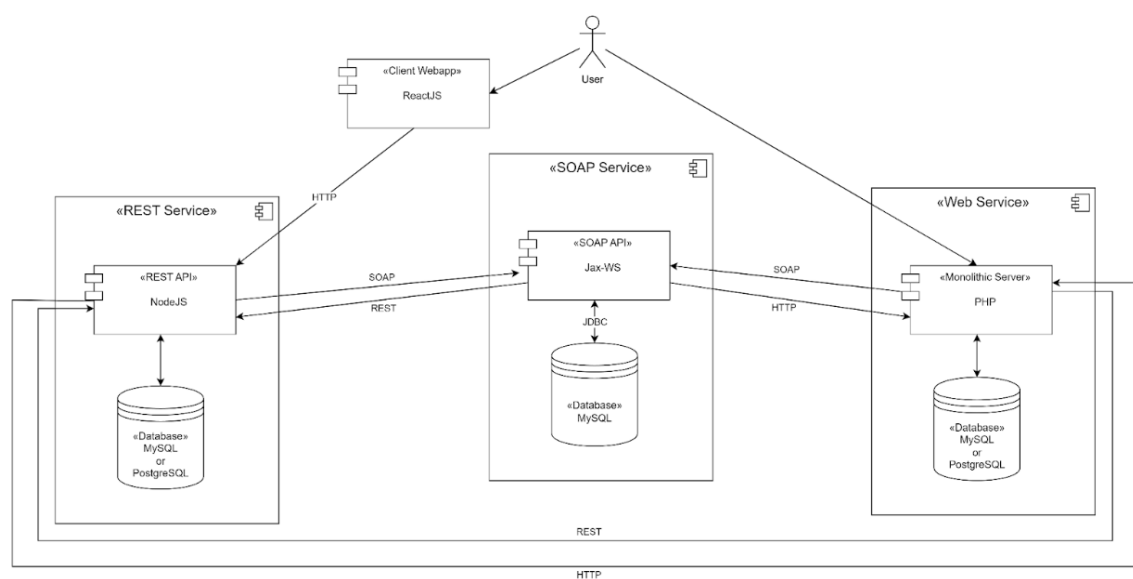 User
«Client Webapp»
ReactJS
HTTP
«REST Service»
«REST API»
NodeJS
«Database»
MySQL
or
PostgreSQL
SOAP
REST
«SOAP Service»
«SOAP API»
Jax-WS
JDBC
«Database»
MySQL
SOAP
HTTP
«Web Service»
«Monolithic Server»
PHP
«Database»
MySQL
or
PostgreSQL
REST
HTTP